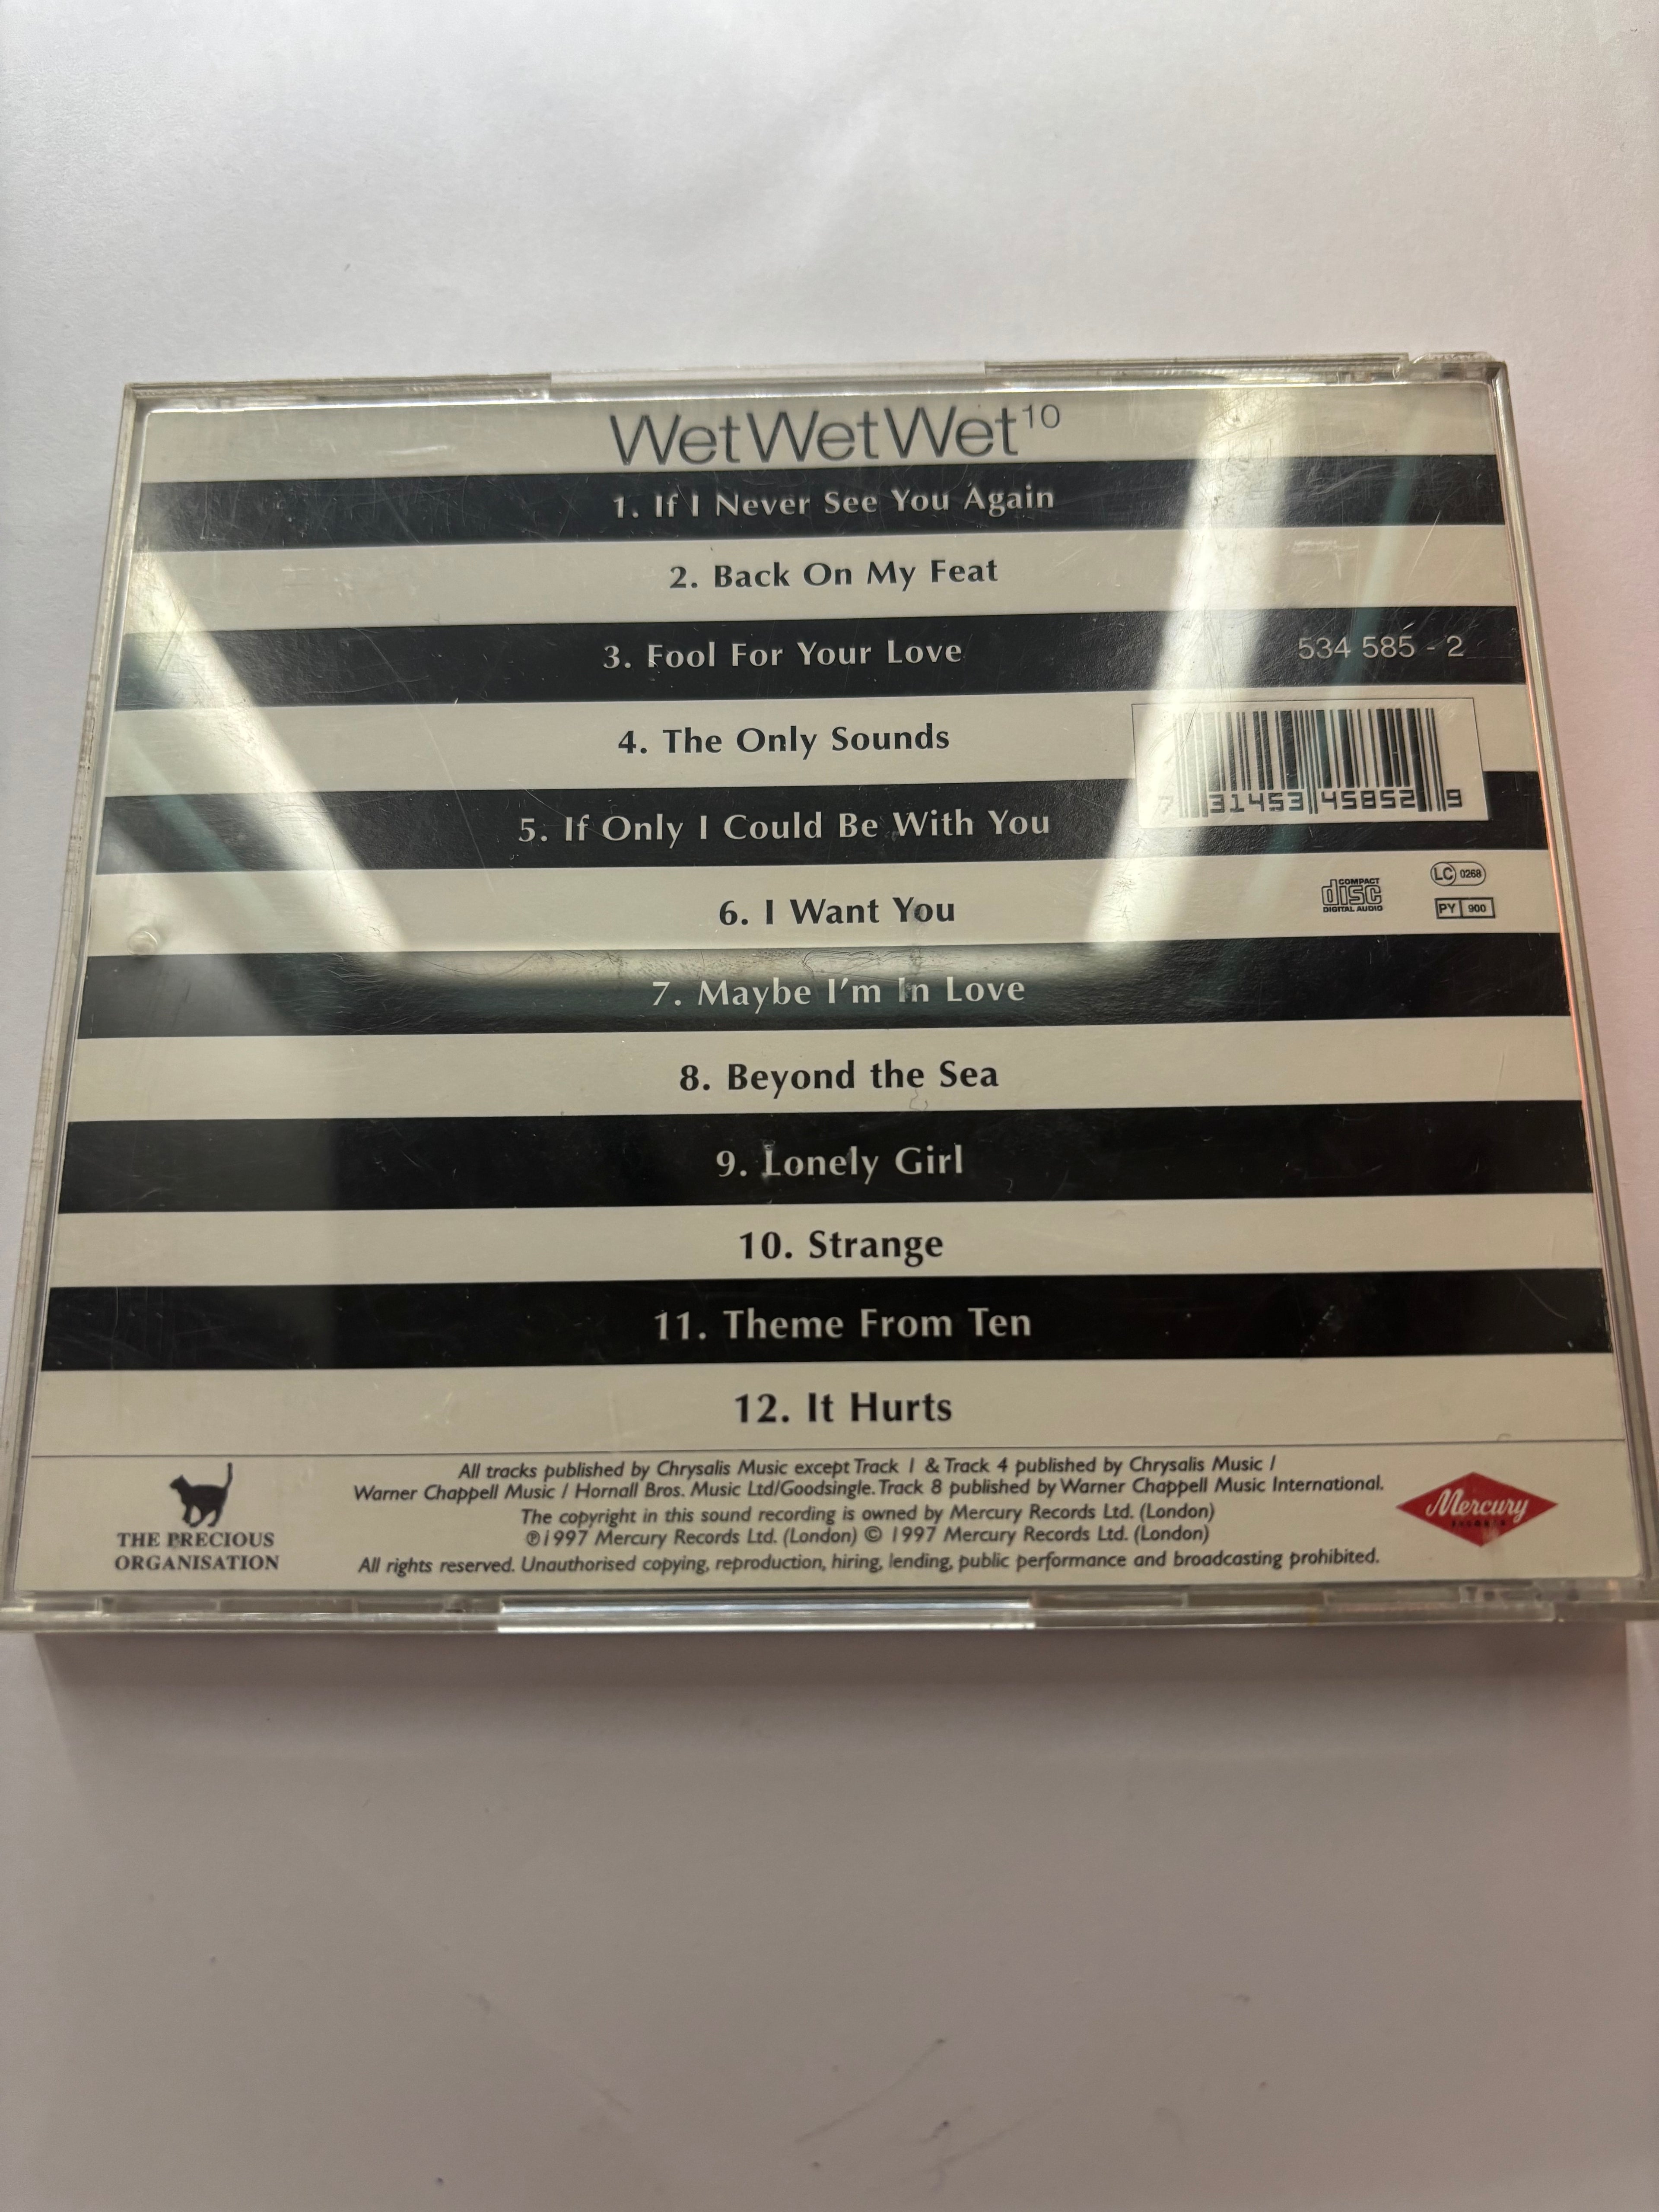 WetWetWet10
1. If I Never See You Again
2. Back On My Feat
3. Fool For Your Love
534 585 - 2
4. The Only Sounds
7 31453 45852 9
5. If Only I Could Be With You
6. I Want You
COMPACT
disc
DIGITAL AUDIO
LC 0268
PY 900
7. Maybe I'm In Love
8. Beyond the Sea
9. Lonely Girl
10. Strange
11. Theme From Ten
12. It Hurts
THE PRECIOUS
ORGANISATION
All tracks published by Chrysalis Music except Track 1 & Track 4 published by Chrysalis Music /
Warner Chappell Music / Hornall Bros. Music Ltd/Goodsingle. Track 8 published by Warner Chappell Music International.
The copyright in this sound recording is owned by Mercury Records Ltd. (London)
℗1997 Mercury Records Ltd. (London) © 1997 Mercury Records Ltd. (London)
All rights reserved. Unauthorised copying, reproduction, hiring, lending, public performance and broadcasting prohibited.
Mercury